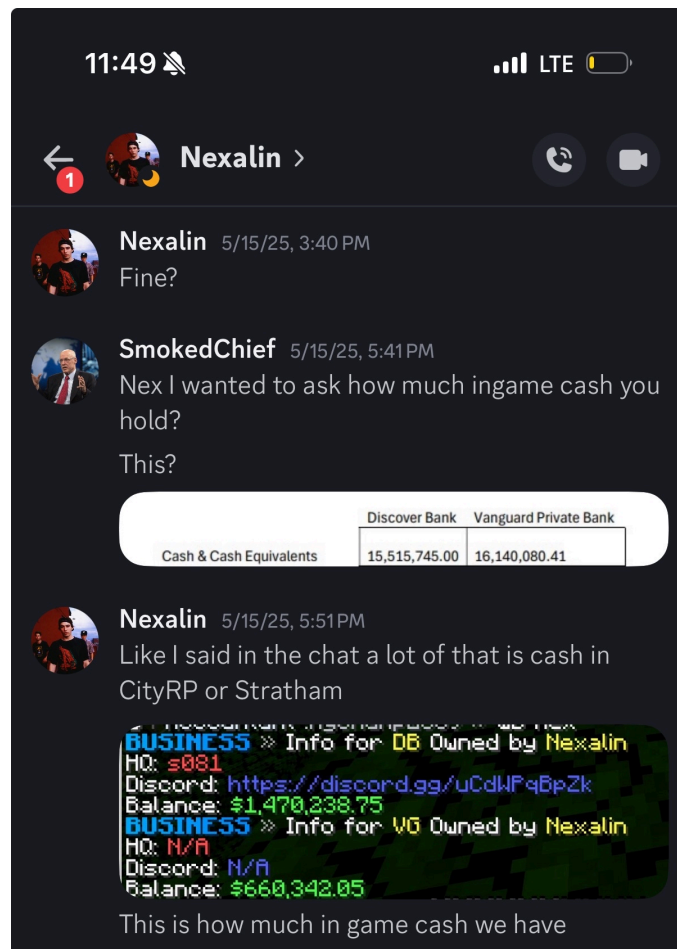 11:49 LTE
1
Nexalin >
Nexalin 5/15/25, 3:40 PM
Fine?
SmokedChief 5/15/25, 5:41 PM
Nex I wanted to ask how much ingame cash you
hold?
This?
Discover Bank Vanguard Private Bank
Cash & Cash Equivalents 15,515,745.00 16,140,080.41
Nexalin 5/15/25, 5:51 PM
Like I said in the chat a lot of that is cash in
CityRP or Stratham
BUSINESS » Info for DB Owned by Nexalin
HQ: s081
Discord: https://discord.gg/uCdWPqBpZk
Balance: $1,470,238.75
BUSINESS » Info for VG Owned by Nexalin
HQ: N/A
Discord: N/A
Balance: $660,342.05
This is how much in game cash we have